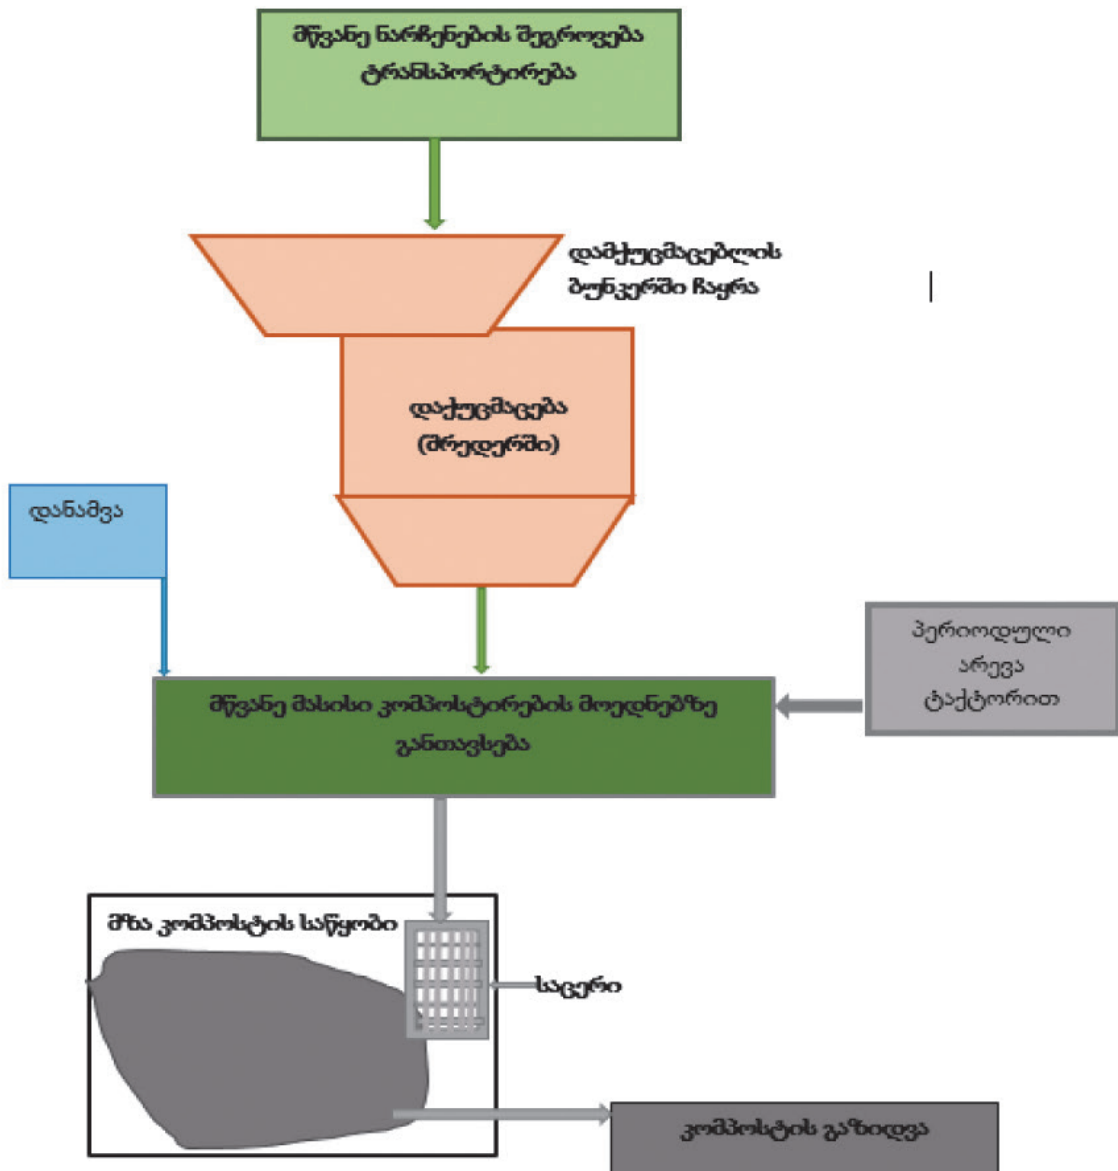 მწვანე ნარჩენების შეგროვება
ტრანსპორტირება
დამქუცმაცებლის
ბუნკერში ჩაყრა
დაქუცმაცება
(შრედერში)
დანამვა
პერიოდული
არევა
ტაქტორით
მწვანე მასისი კომპოსტირების მოედნებზე
განთავსება
მზა კომპოსტის საწყობი
საცერი
კომპოსტის გაზიდვა